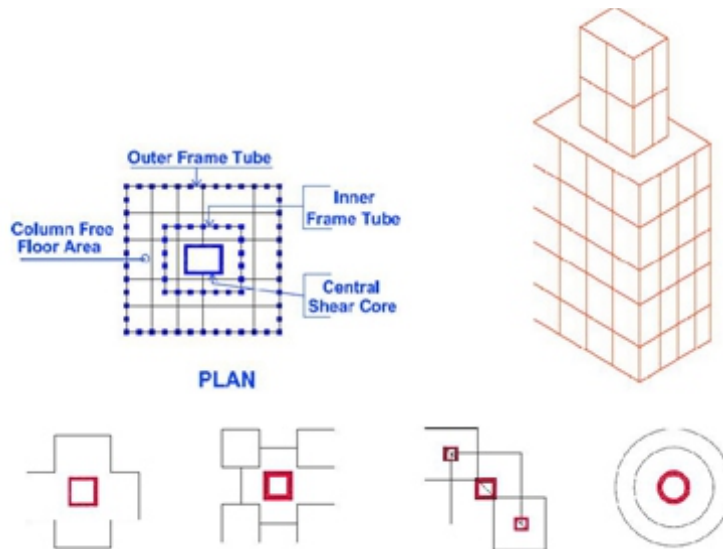 Outer Frame Tube
Inner
Frame Tube
Column Free
Floor Area
Central
Shear Core
PLAN